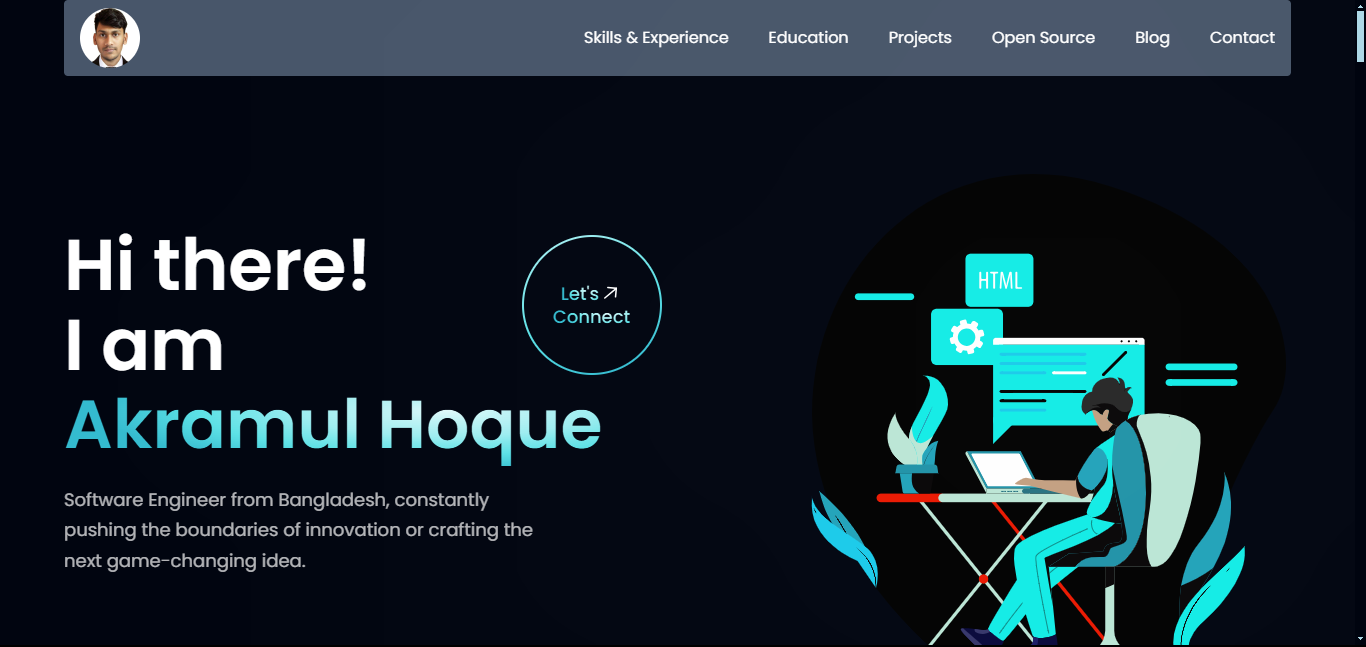 Skills & Experience Education Projects Open Source Blog Contact
Hi there!
I am
Akramul Hoque
Let's
Connect
Software Engineer from Bangladesh, constantly
pushing the boundaries of innovation or crafting the
next game-changing idea.
HTML